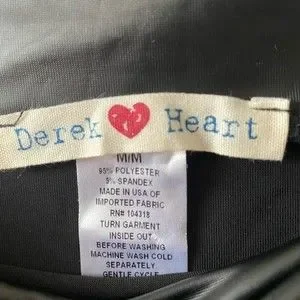 Derek Heart
M/M
95% POLYESTER
5% SPANDEX
MADE IN USA OF
IMPORTED FABRIC
RN# 104318
TURN GARMENT
INSIDE OUT
BEFORE WASHING
MACHINE WASH COLD
SEPARATELY
GENTLE CYCLE